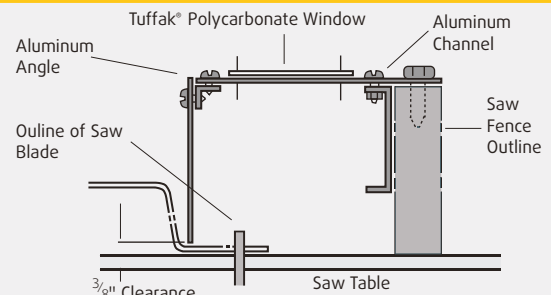 Tuffak® Polycarbonate Window
Aluminum
Angle
Aluminum
Channel
Saw
Fence
Outline
Ouline of Saw
Blade
3/8" Clearance
Saw Table